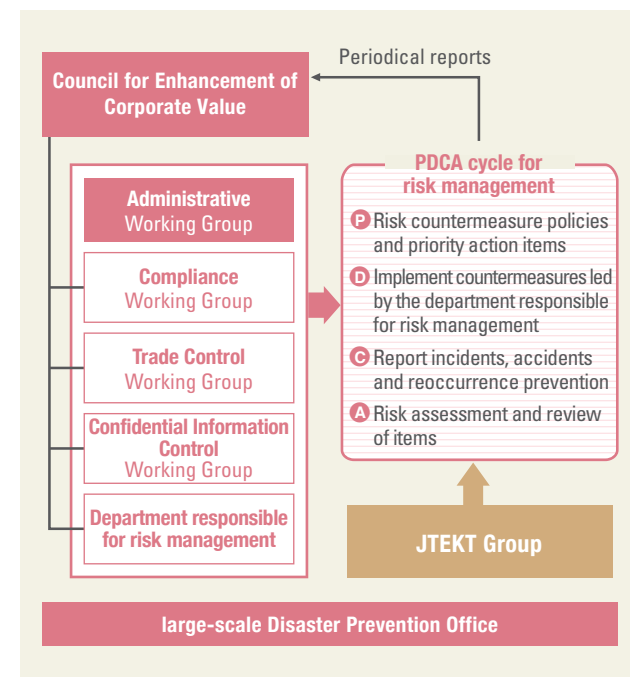 Periodical reports
Council for Enhancement of
Corporate Value
Administrative
Working Group
Compliance
Working Group
Trade Control
Working Group
Confidential Information
Control
Working Group
Department responsible
for risk management
PDCA cycle for
risk management
P Risk countermeasure policies
and priority action items
D Implement countermeasures led
by the department responsible
for risk management
C Report incidents, accidents
and reoccurrence prevention
A Risk assessment and review
of items
JTEKT Group
large-scale Disaster Prevention Office